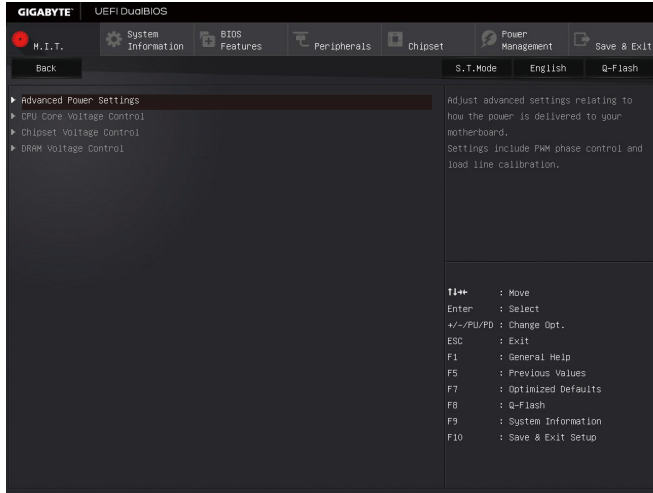 GIGABYTE™ UEFI DualBIOS
M.I.T. System Information BIOS Features Peripherals Chipset Power Management Save & Exit
Back S.T.Mode English Q-Flash
Advanced Power Settings
CPU Core Voltage Control
Chipset Voltage Control
DRAM Voltage Control
Adjust advanced settings relating to
how the power is delivered to your
motherboard.
Settings include PWM phase control and
load line calibration.
↑↓→← : Move
Enter : Select
+/-/PU/PD : Change Opt.
ESC : Exit
F1 : General Help
F5 : Previous Values
F7 : Optimized Defaults
F8 : Q-Flash
F9 : System Information
F10 : Save & Exit Setup